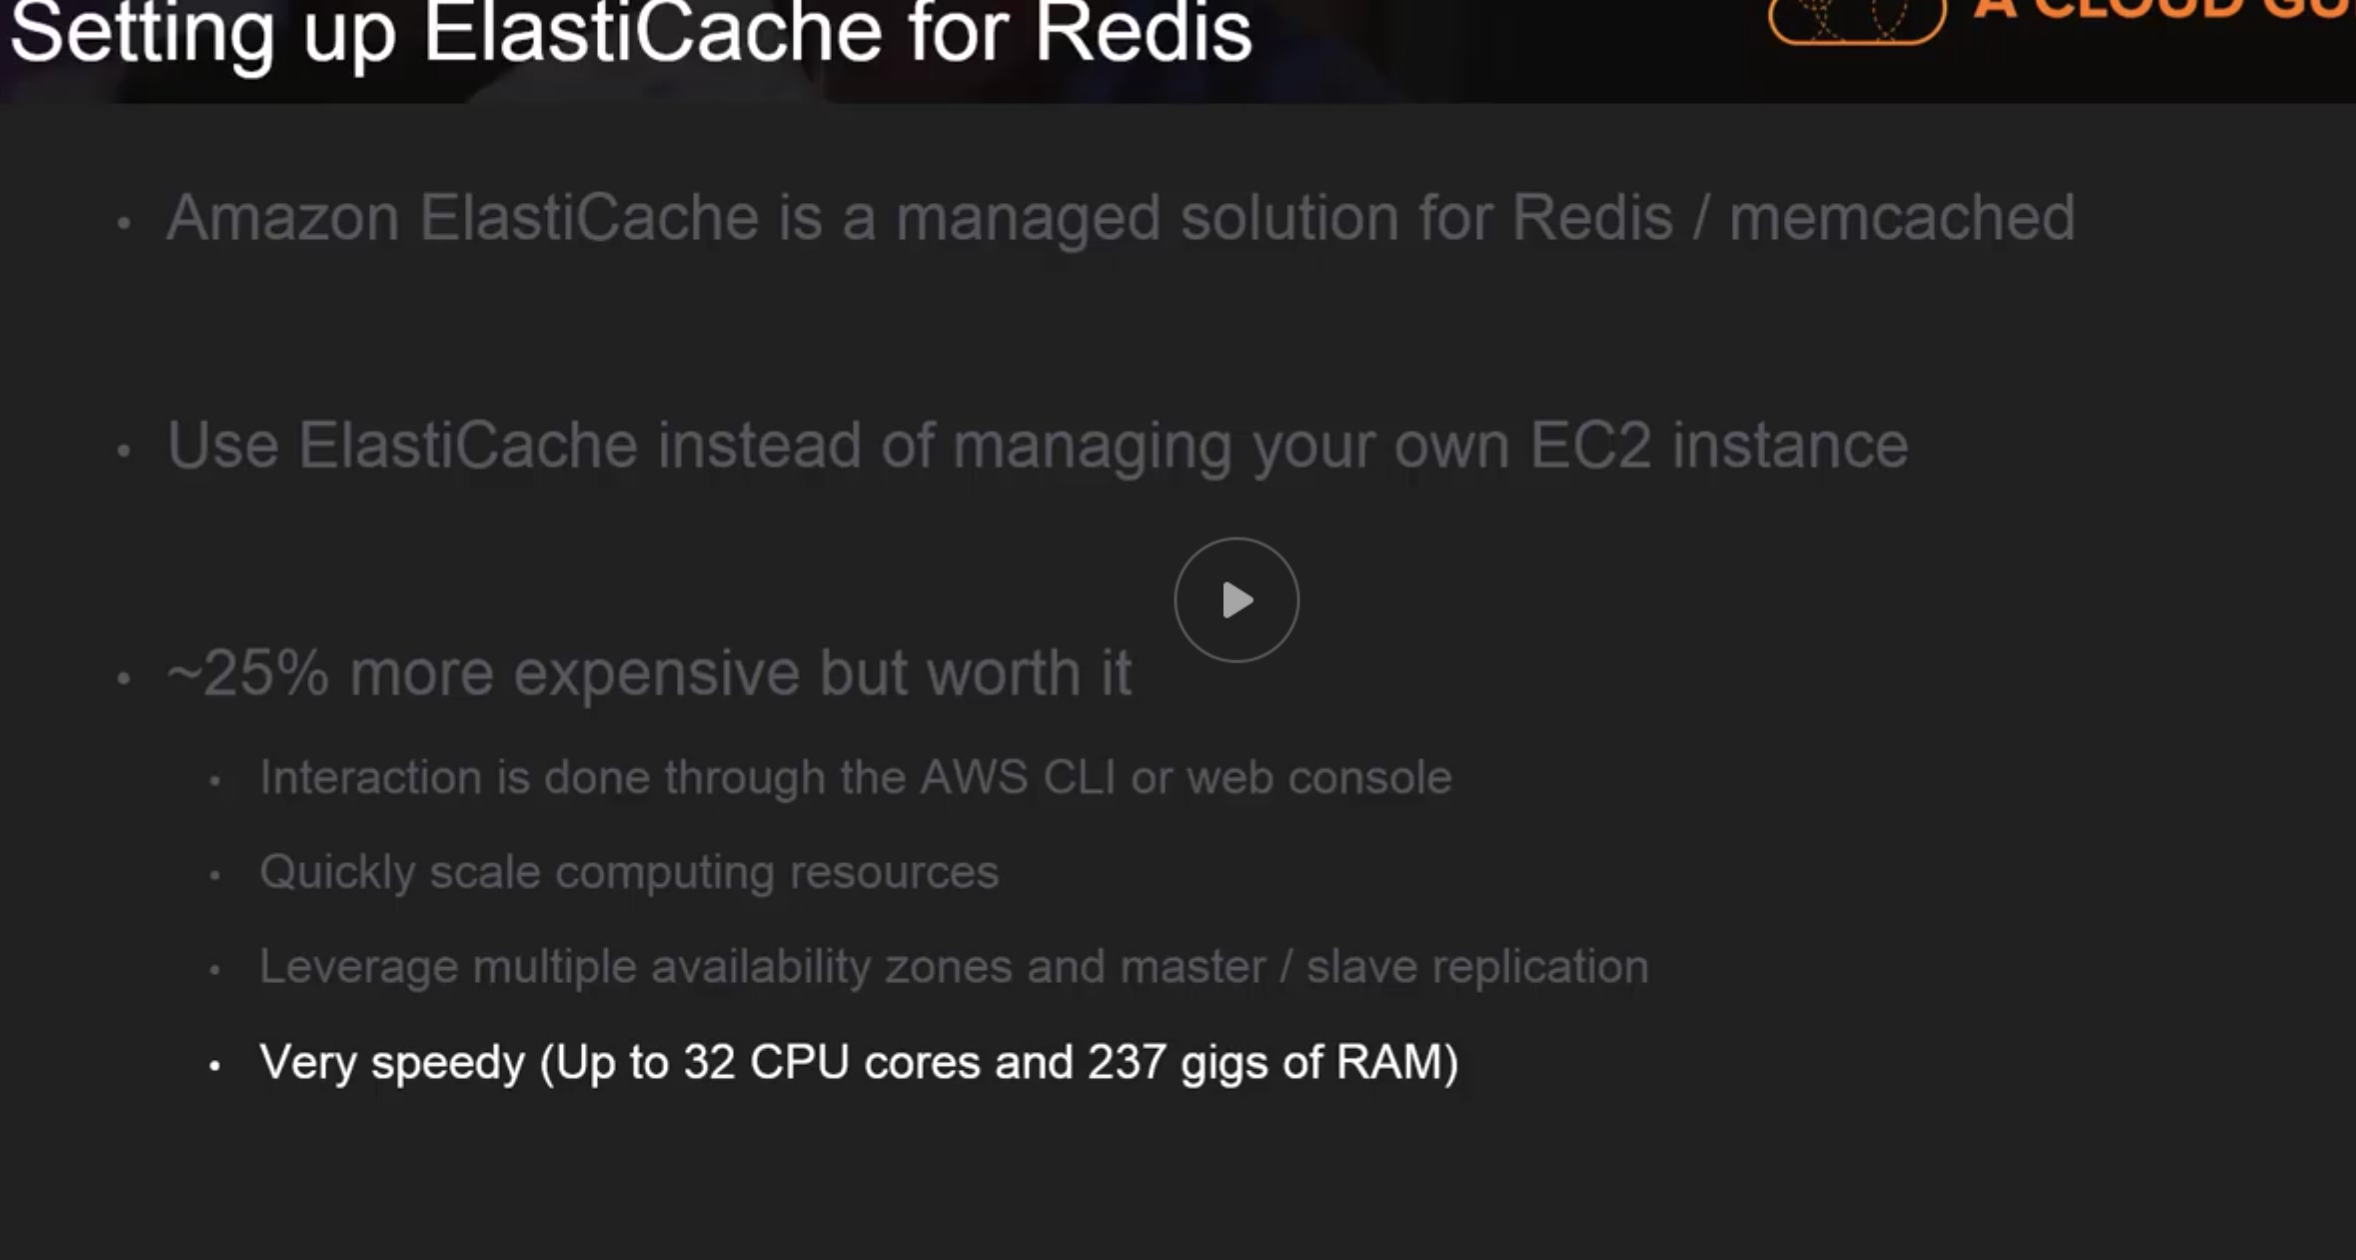 Setting up ElastiCache for Redis
A CLOUD GU
• Amazon ElastiCache is a managed solution for Redis / memcached
• Use ElastiCache instead of managing your own EC2 instance
• ~25% more expensive but worth it
• Interaction is done through the AWS CLI or web console
• Quickly scale computing resources
• Leverage multiple availability zones and master / slave replication
• Very speedy (Up to 32 CPU cores and 237 gigs of RAM)